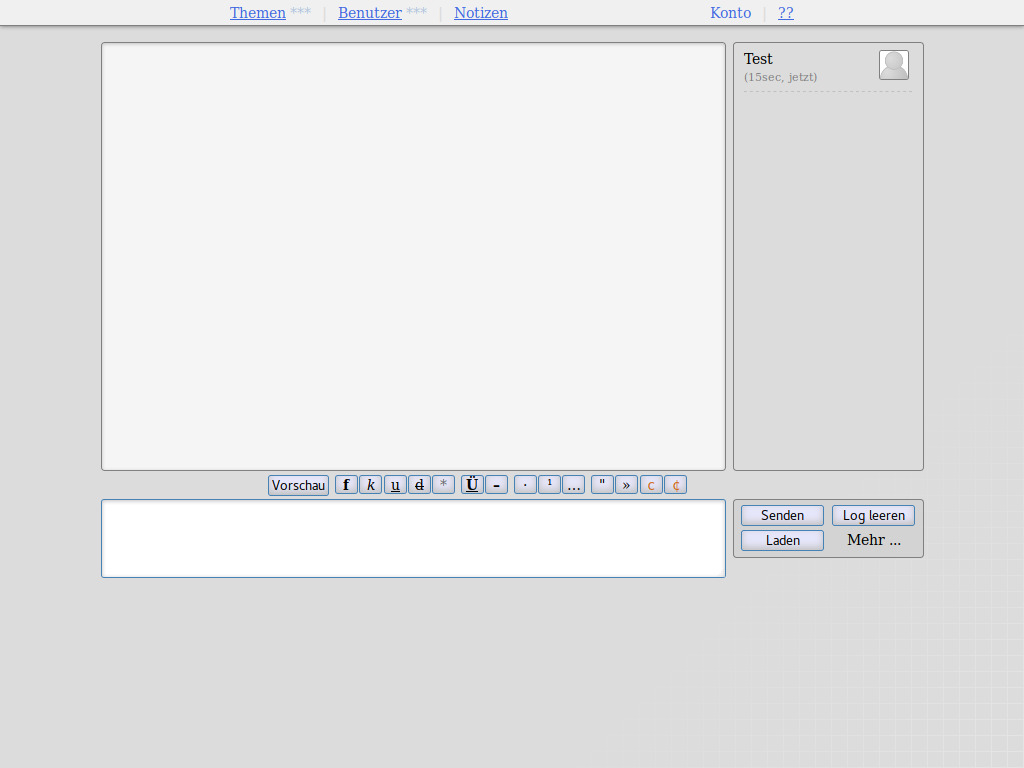 Themen *** | Benutzer *** | Notizen Konto | ??
Test
(15sec, jetzt)
Vorschau f k u d * Ü – · ¹ … " » c ¢
Senden Log leeren
Laden Mehr ...